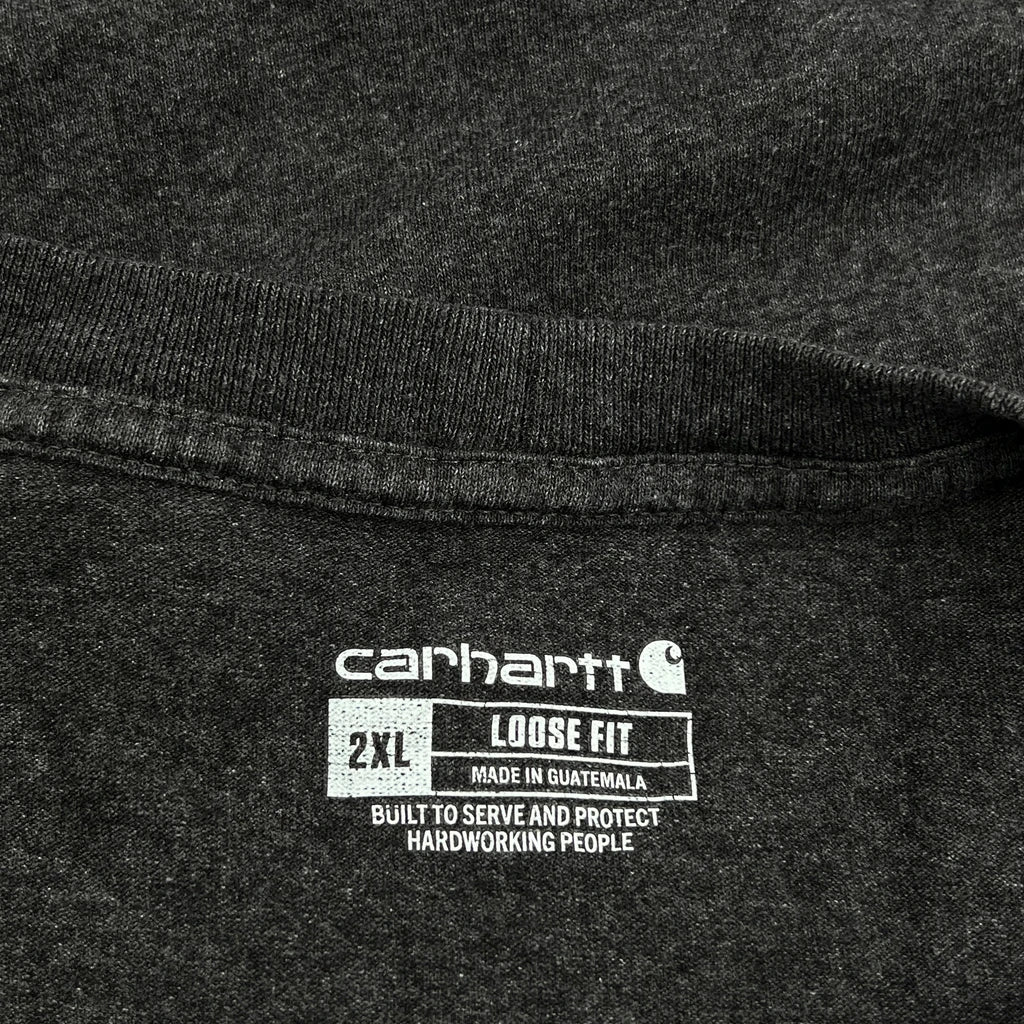 carhartt
2XL
LOOSE FIT
MADE IN GUATEMALA
BUILT TO SERVE AND PROTECT
HARDWORKING PEOPLE